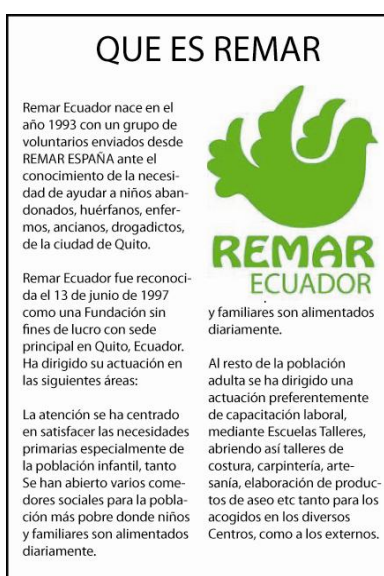 QUE ES REMAR
Remar Ecuador nace en el
año 1993 con un grupo de
voluntarios enviados desde
REMAR ESPAÑA ante el
conocimiento de la necesi-
dad de ayudar a niños aban-
donados, huérfanos, enfer-
mos, ancianos, drogadictos,
de la ciudad de Quito.
Remar Ecuador fue reconoci-
da el 13 de junio de 1997
como una Fundación sin
fines de lucro con sede
principal en Quito, Ecuador.
Ha dirigido su actuación en
las siguientes áreas:
La atención se ha centrado
en satisfacer las necesidades
primarias especialmente de
la población infantil, tanto
Se han abierto varios come-
dores sociales para la pobla-
ción más pobre donde niños
y familiares son alimentados
diariamente.
REMAR
ECUADOR
y familiares son alimentados
diariamente.
Al resto de la población
adulta se ha dirigido una
actuación preferentemente
de capacitación laboral,
mediante Escuelas Talleres,
abriendo así talleres de
costura, carpintería, arte-
sanía, elaboración de produc-
tos de aseo etc tanto para los
acogidos en los diversos
Centros, como a los externos.